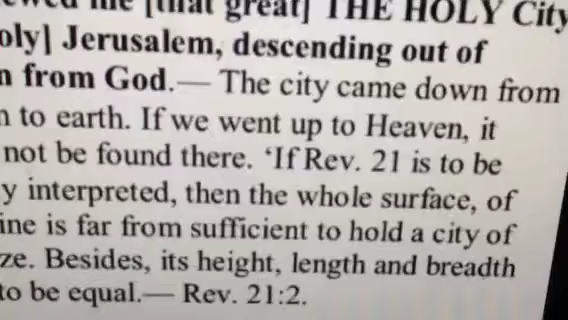 me [that great] THE HOLY City
oly] Jerusalem, descending out of
n from God.— The city came down from
n to earth. If we went up to Heaven, it
not be found there. ‘If Rev. 21 is to be
y interpreted, then the whole surface, of
ine is far from sufficient to hold a city of
ze. Besides, its height, length and breadth
to be equal.— Rev. 21:2.